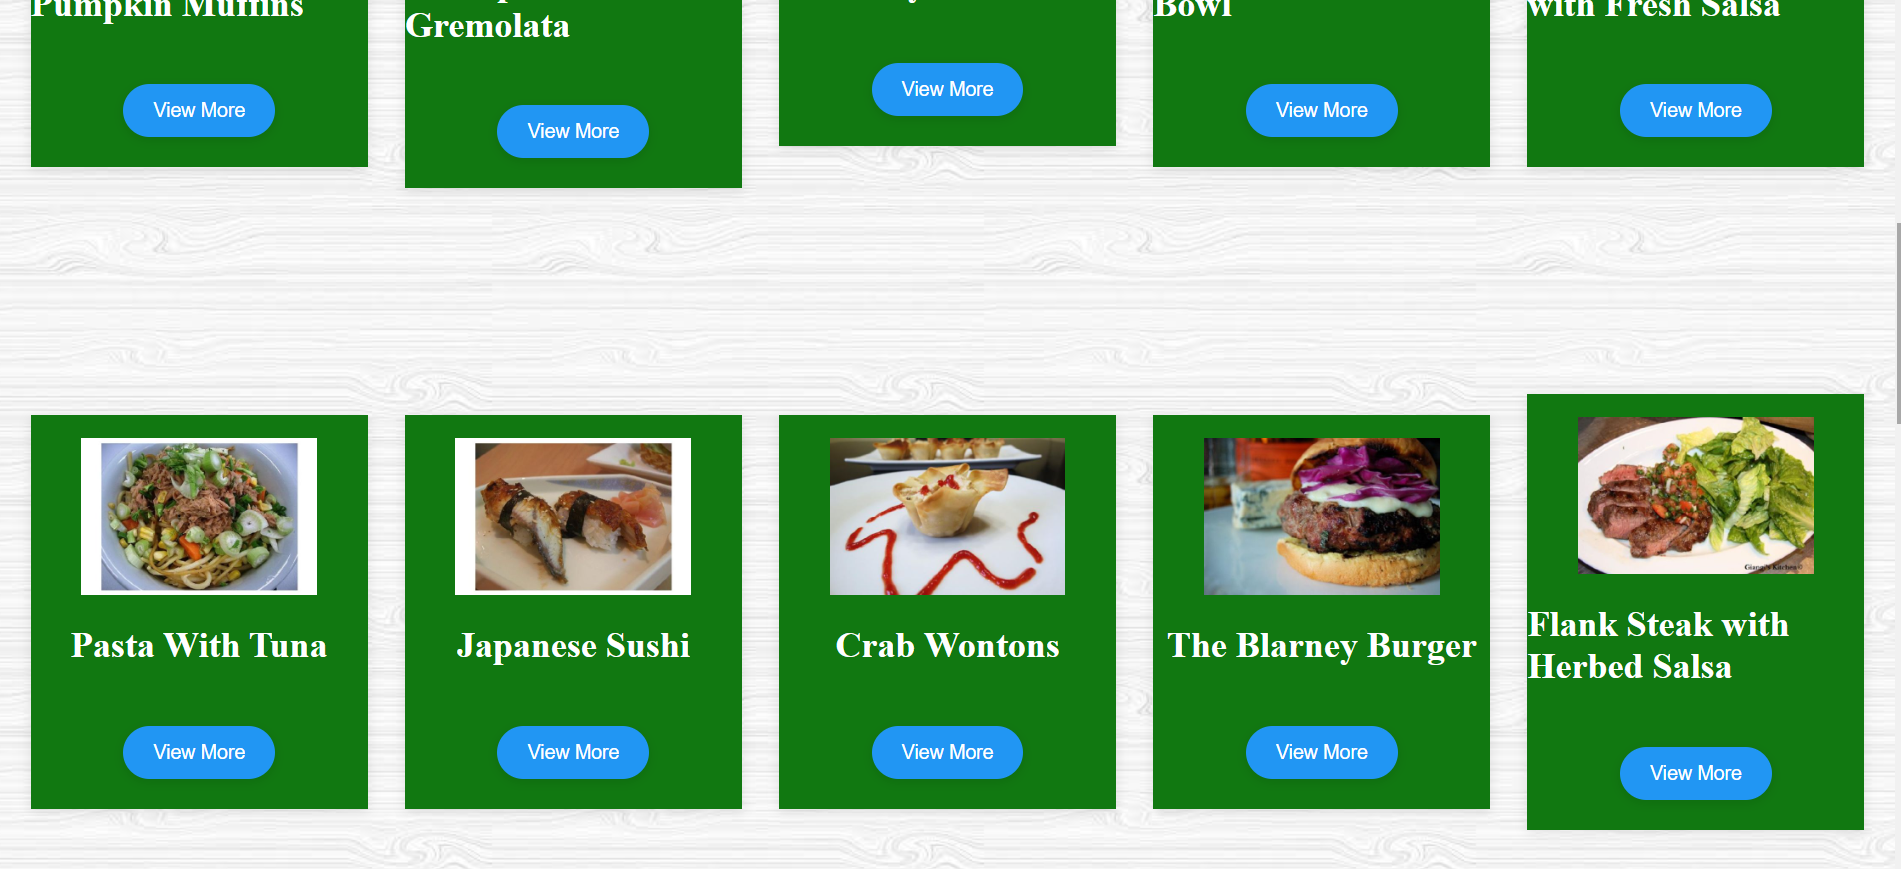 Pumpkin Muffins
Gremolata
Bowl
with Fresh Salsa
View More
View More
View More
View More
View More
Giangi's Kitchen ©
Pasta With Tuna
Japanese Sushi
Crab Wontons
The Blarney Burger
Flank Steak with
Herbed Salsa
View More
View More
View More
View More
View More